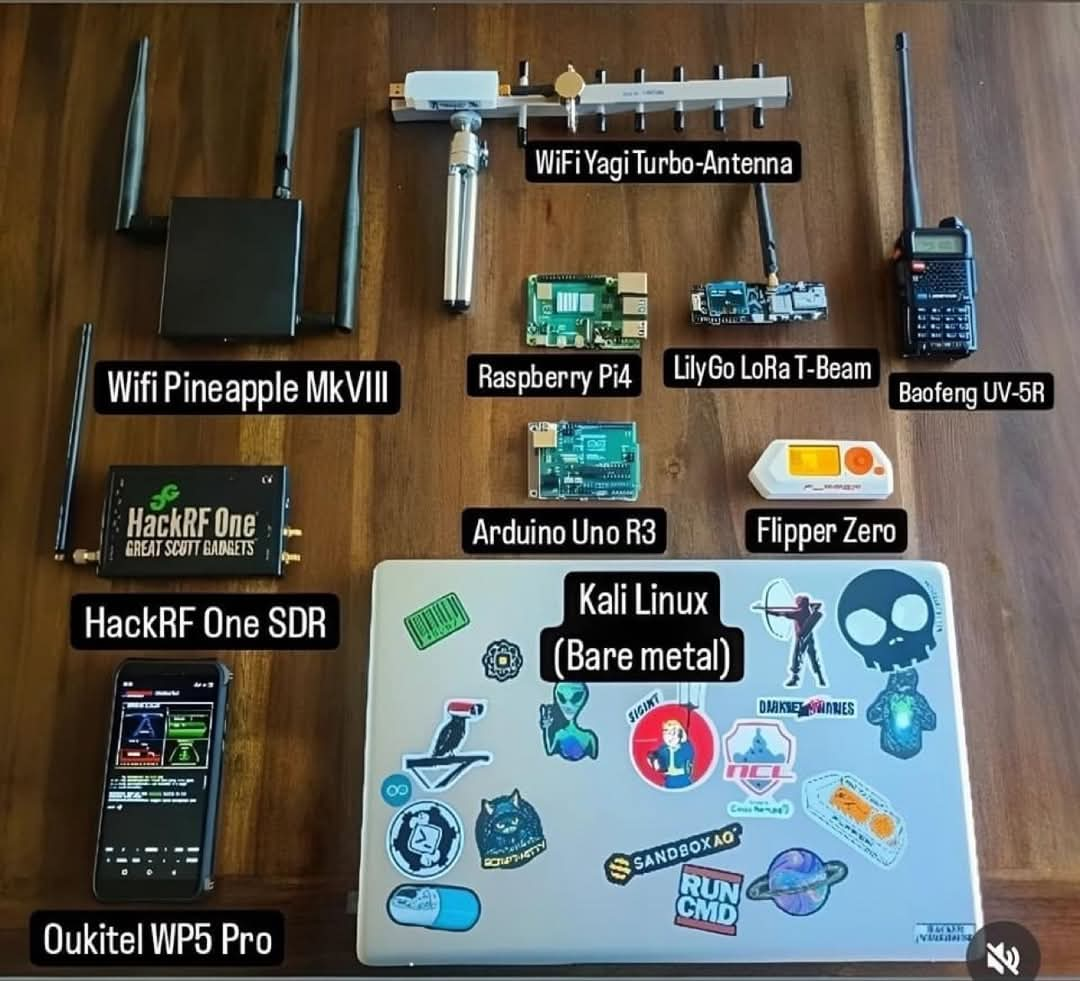 WiFi Yagi Turbo-Antenna
Wifi Pineapple MkVIII
Raspberry Pi4
LilyGo LoRa T-Beam
Baofeng UV-5R
HackRF One
GREAT SCOTT GADGETS
Arduino Uno R3
Flipper Zero
HackRF One SDR
Kali Linux
(Bare metal)
SIGINT
DARKNET DIARIES
NCL
SANDBOXAQ
RUN
CMD
Oukitel WP5 Pro